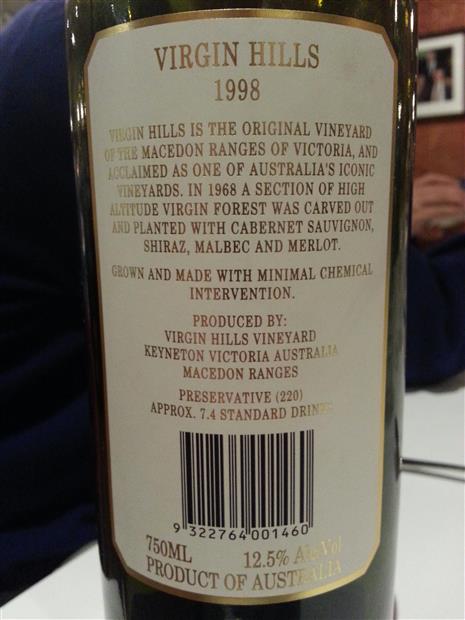 VIRGIN HILLS
1998
VIRGIN HILLS IS THE ORIGINAL VINEYARD
OF THE MACEDON RANGES OF VICTORIA, AND
ACCLAIMED AS ONE OF AUSTRALIA'S ICONIC
VINEYARDS. IN 1968 A SECTION OF HIGH
ALTITUDE VIRGIN FOREST WAS CARVED OUT
AND PLANTED WITH CABERNET SAUVIGNON,
SHIRAZ, MALBEC AND MERLOT.
GROWN AND MADE WITH MINIMAL CHEMICAL
INTERVENTION.
PRODUCED BY:
VIRGIN HILLS VINEYARD
KEYNETON VICTORIA AUSTRALIA
MACEDON RANGES
PRESERVATIVE (220)
APPROX. 7.4 STANDARD DRINKS
9 322764 001460
750ML 12.5% Alc/Vol
PRODUCT OF AUSTRALIA